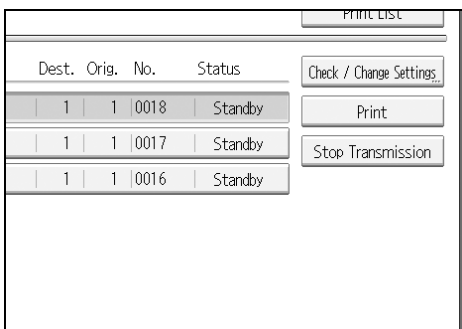 Print List
Dest. Orig. No. Status
Check / Change Settings
1 1 0018 Standby
Print
1 1 0017 Standby
Stop Transmission
1 1 0016 Standby